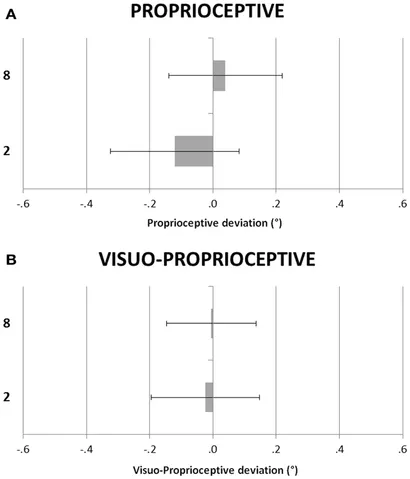 A PROPRIOCEPTIVE
8
2
-.6 -.4 -.2 .0 .2 .4 .6
Proprioceptive deviation (°)
B VISUO-PROPRIOCEPTIVE
8
2
-.6 -.4 -.2 .0 .2 .4 .6
Visuo-Proprioceptive deviation (°)